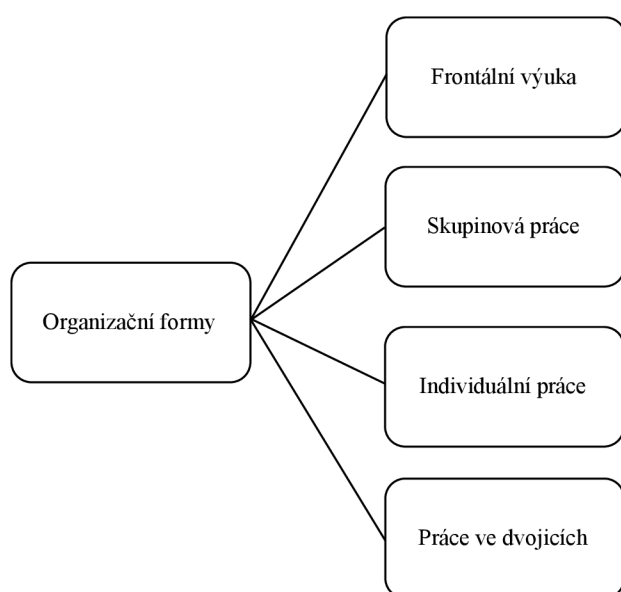 Frontální výuka
Skupinová práce
Organizační formy
Individuální práce
Práce ve dvojicích